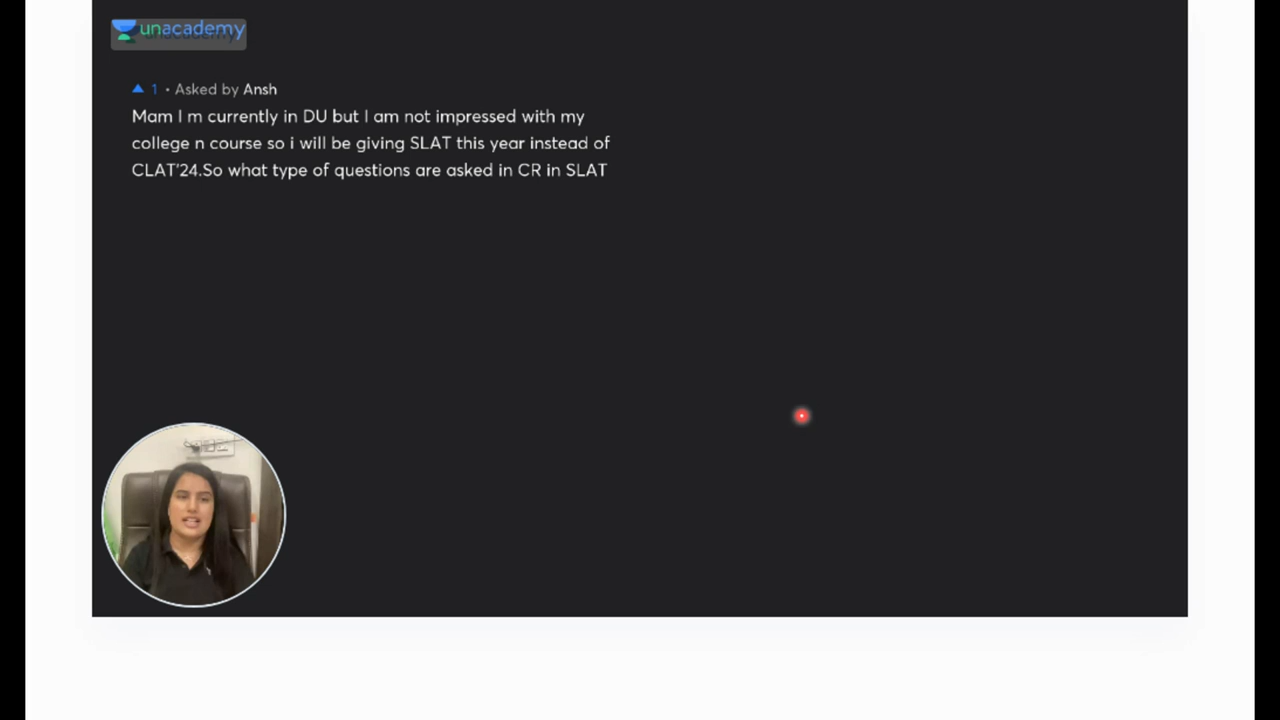 unacademy
1 • Asked by Ansh
Mam I m currently in DU but I am not impressed with my
college n course so i will be giving SLAT this year instead of
CLAT'24.So what type of questions are asked in CR in SLAT